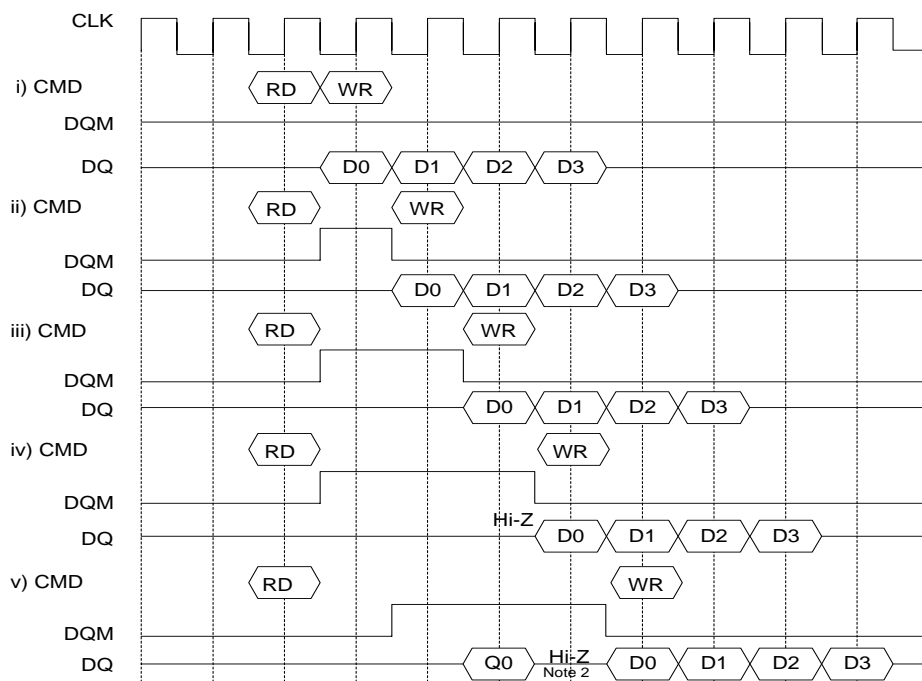 CLK
i) CMD RD WR
DQM
DQ D0 D1 D2 D3
ii) CMD RD WR
DQM
DQ D0 D1 D2 D3
iii) CMD RD WR
DQM
DQ D0 D1 D2 D3
iv) CMD RD WR
DQM
Hi-Z
DQ D0 D1 D2 D3
v) CMD RD WR
DQM
DQ Q0 Hi-Z D0 D1 D2 D3
Note 2